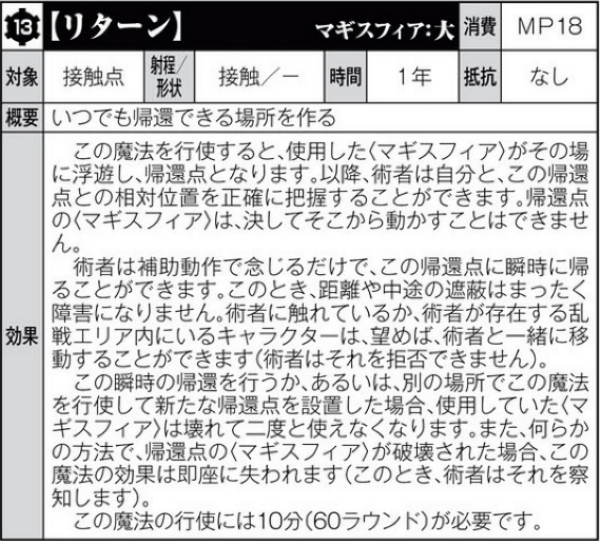 13【リターン】 マギスフィア:大 消費 MP18
対象 接触点 射程/形状 接触/― 時間 1年 抵抗 なし
概要 いつでも帰還できる場所を作る
効果
この魔法を行使すると、使用した〈マギスフィア〉がその場
に浮遊し、帰還点となります。以降、術者は自分と、この帰還
点との相対位置を正確に把握することができます。帰還点
の〈マギスフィア〉は、決してそこから動かすことはできませ
ん。
術者は補助動作で念じるだけで、この帰還点に瞬時に帰
ることができます。このとき、距離や中途の遮蔽はまったく
障害になりません。術者に触れているか、術者が存在する乱
戦エリア内にいるキャラクターは、望めば、術者と一緒に移
動することができます(術者はそれを拒否できません)。
この瞬時の帰還を行うか、あるいは、別の場所でこの魔法
を行使して新たな帰還点を設置した場合、使用していた〈マ
ギスフィア〉は壊れて二度と使えなくなります。また、何らか
の方法で、帰還点の〈マギスフィア〉が破壊された場合、この
魔法の効果は即座に失われます(このとき、術者はそれを察
知します)。
この魔法の行使には10分(60ラウンド)が必要です。